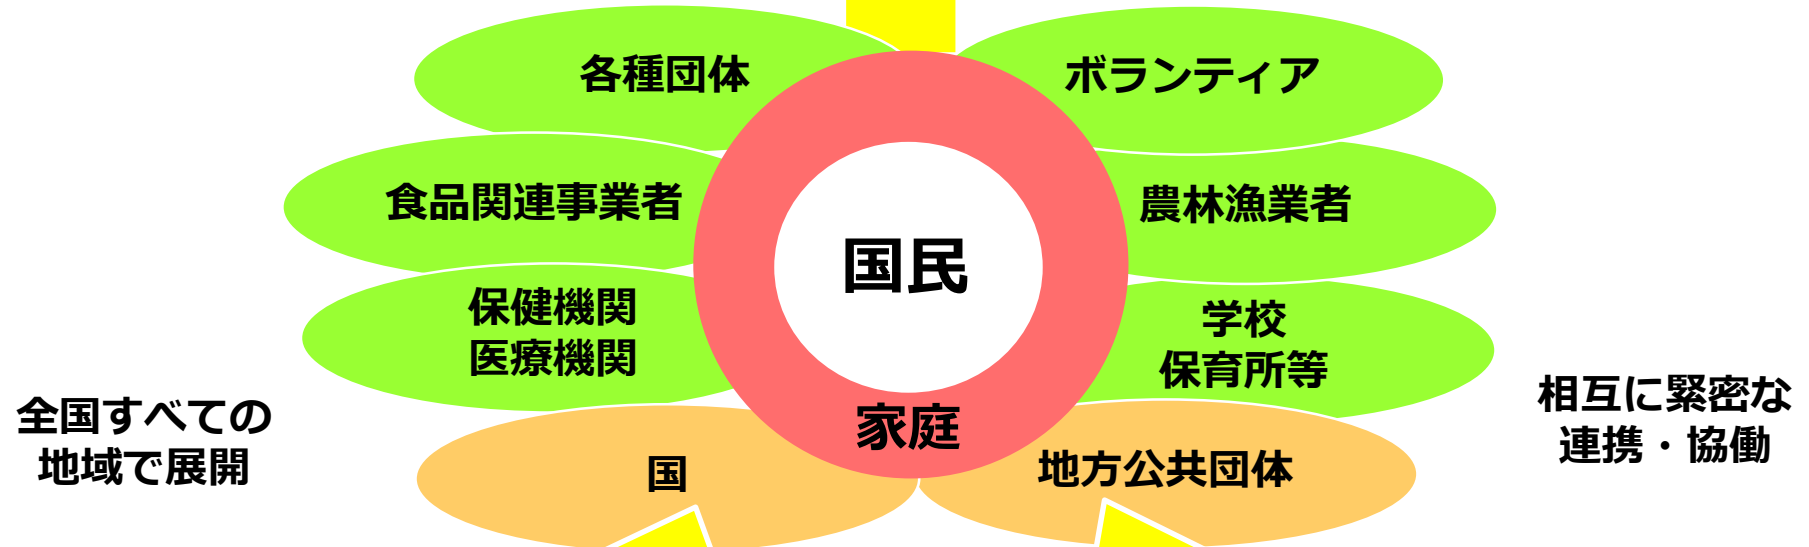 各種団体
ボランティア
食品関連事業者
農林漁業者
国民
保健機関
医療機関
学校
保育所等
家庭
国
地方公共団体
全国すべての
地域で展開
相互に緊密な
連携・協働